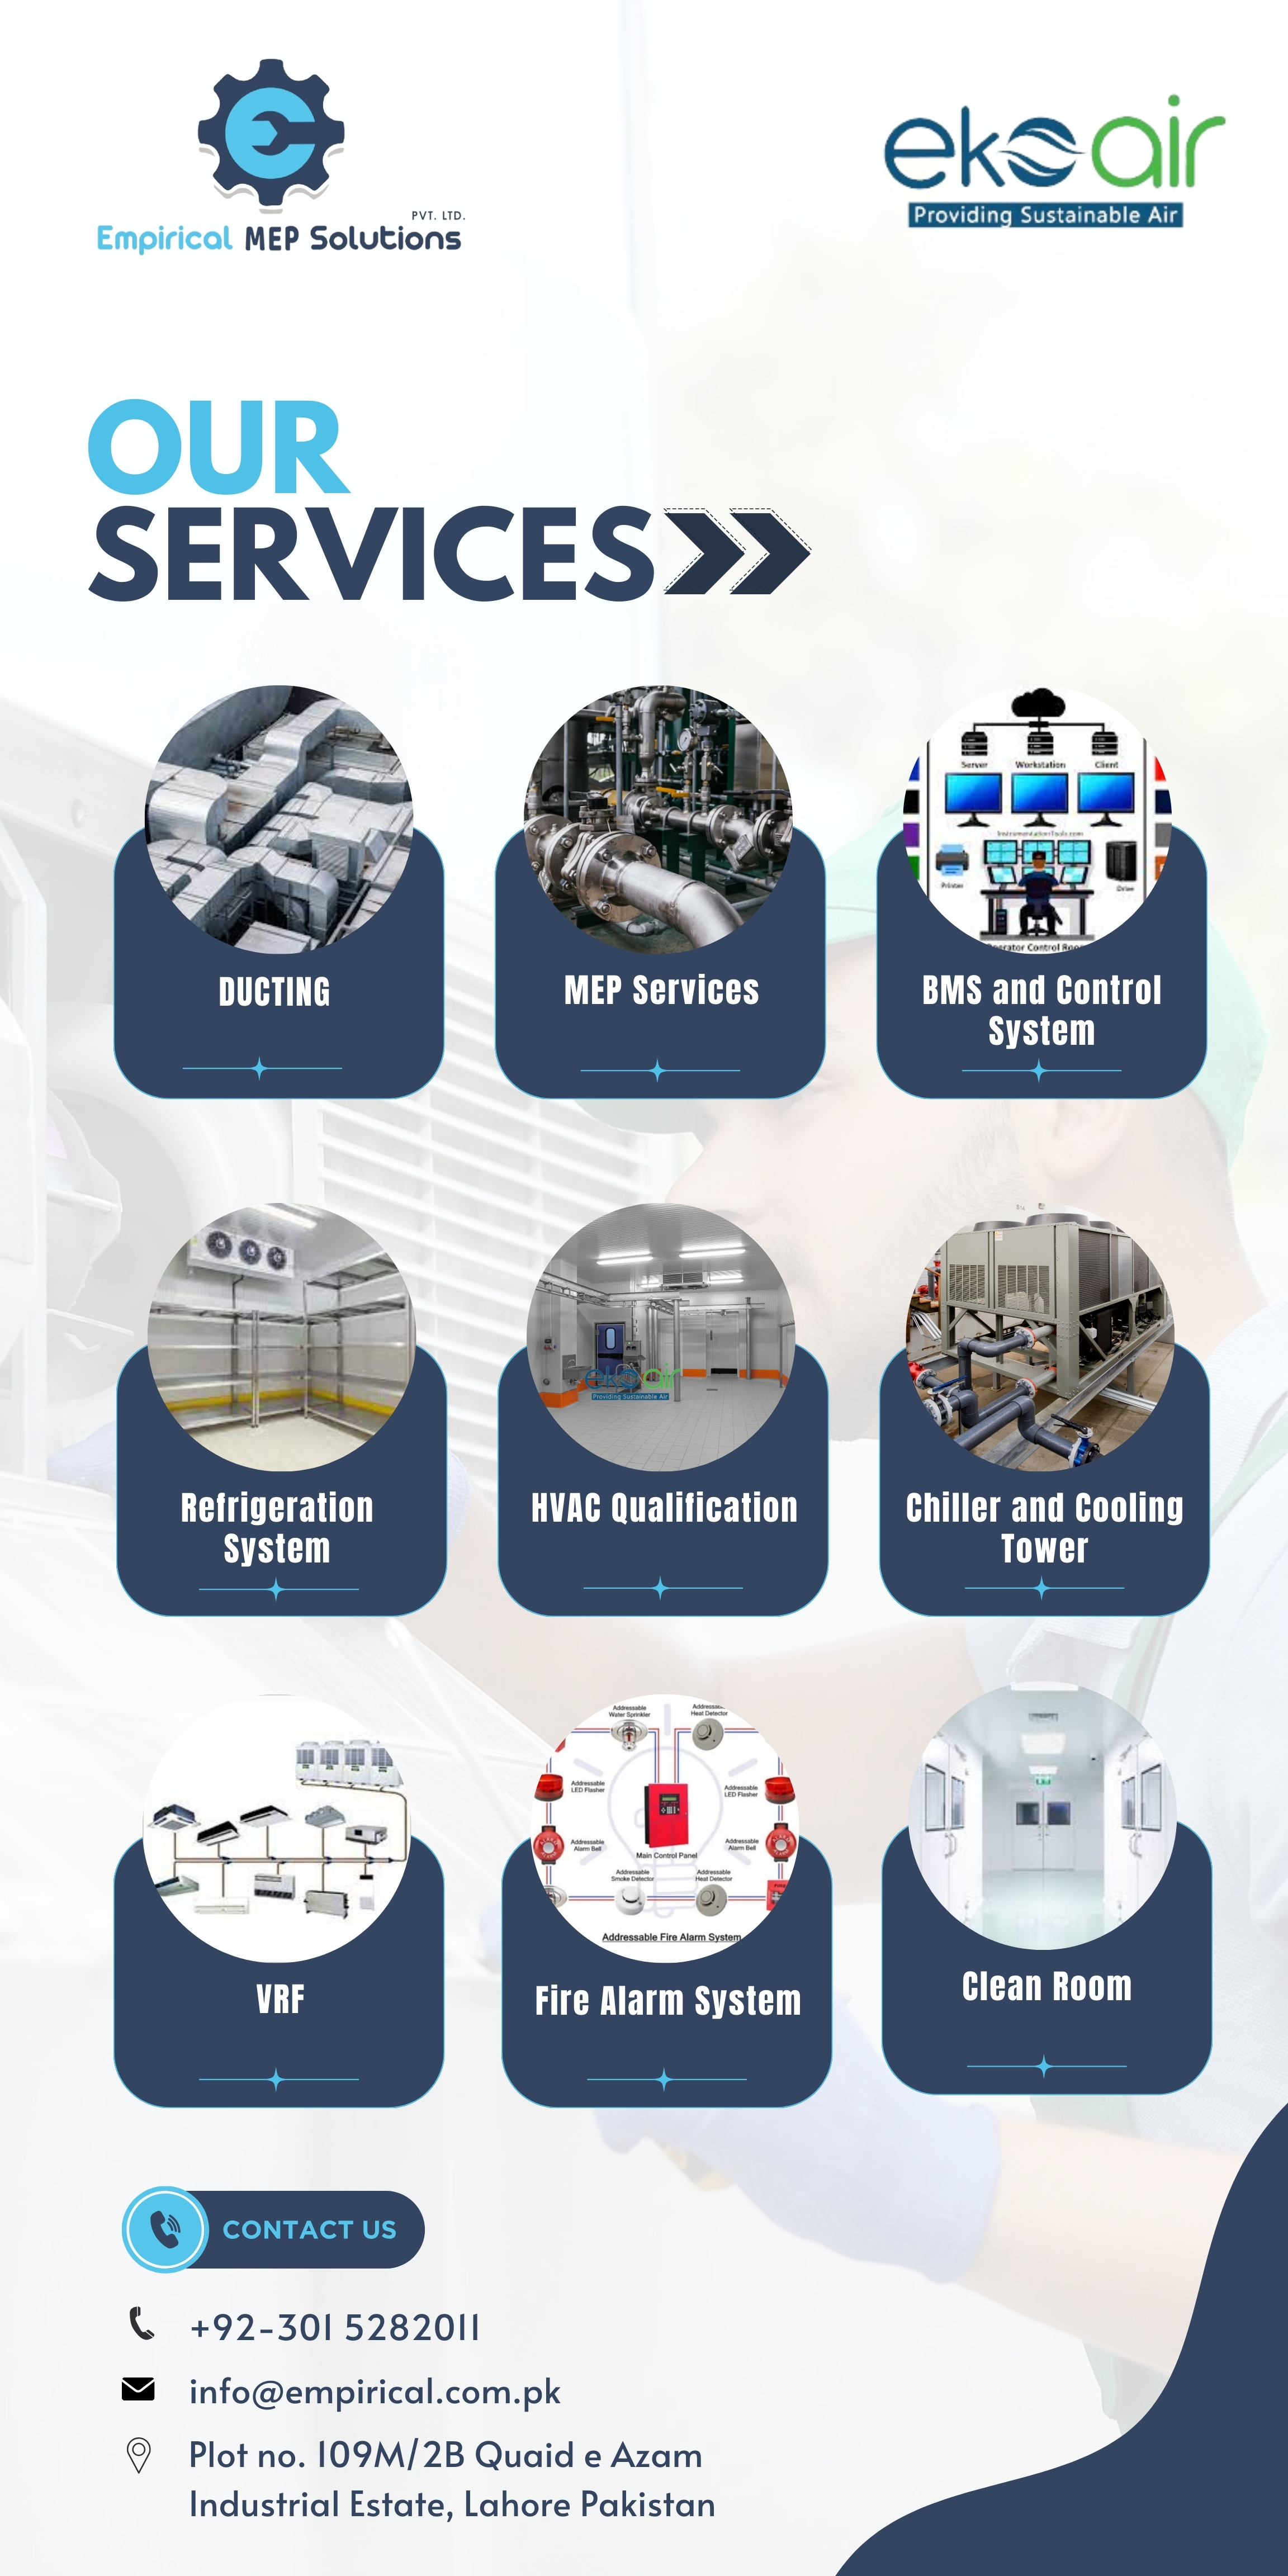 PVT. LTD.
Empirical MEP Solutions
ekoair
Providing Sustainable Air
OUR
SERVICES
Server Workstation Client
InstrumentationTools.com
Printer
Drive
Operator Control Room
DUCTING
MEP Services
BMS and Control
System
ekoair
Providing Sustainable Air
Refrigeration
System
HVAC Qualification
Chiller and Cooling
Tower
Addressable
Water Sprinkler
Addressable
Heat Detector
Addressable
LED Flasher
Addressable
LED Flasher
Addressable
Alarm Bell
Addressable
Alarm Bell
Main Control Panel
Addressable
Smoke Detector
Addressable
Heat Detector
Addressable Fire Alarm System
VRF
Fire Alarm System
Clean Room
CONTACT US
+92-301 5282011
info@empirical.com.pk
Plot no. 109M/2B Quaid e Azam
Industrial Estate, Lahore Pakistan